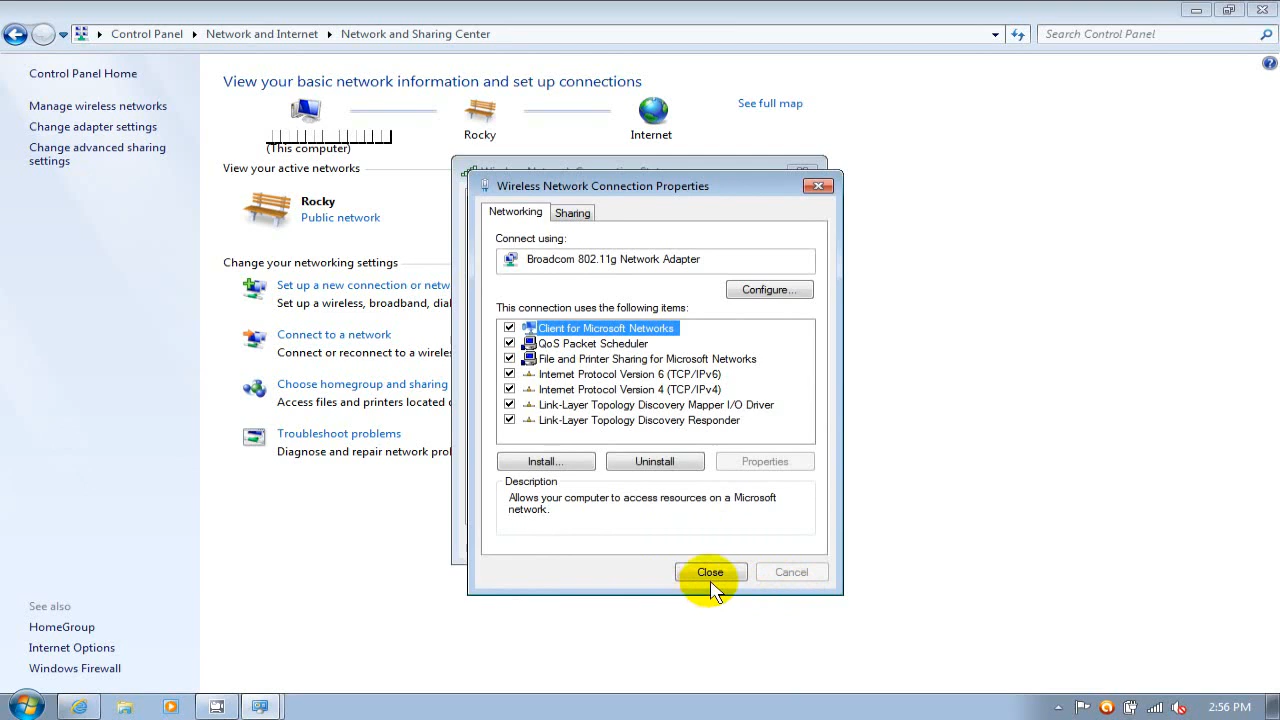 Control Panel
Network and Internet
Network and Sharing Center
Search Control Panel
Control Panel Home
Manage wireless networks
Change adapter settings
Change advanced sharing
settings
See also
HomeGroup
Internet Options
Windows Firewall
View your basic network information and set up connections
See full map
(This computer)
Rocky
Internet
View your active networks
Rocky
Public network
Change your networking settings
Set up a new connection or netw
Set up a wireless, broadband, dial
Connect to a network
Connect or reconnect to a wireles
Choose homegroup and sharing
Access files and printers located o
Troubleshoot problems
Diagnose and repair network prob
Wireless Network Connection Properties
Networking
Sharing
Connect using:
Broadcom 802.11g Network Adapter
Configure...
This connection uses the following items:
Client for Microsoft Networks
QoS Packet Scheduler
File and Printer Sharing for Microsoft Networks
Internet Protocol Version 6 (TCP/IPv6)
Internet Protocol Version 4 (TCP/IPv4)
Link-Layer Topology Discovery Mapper I/O Driver
Link-Layer Topology Discovery Responder
Install...
Uninstall
Properties
Description
Allows your computer to access resources on a Microsoft
network.
Close
Cancel
2:56 PM